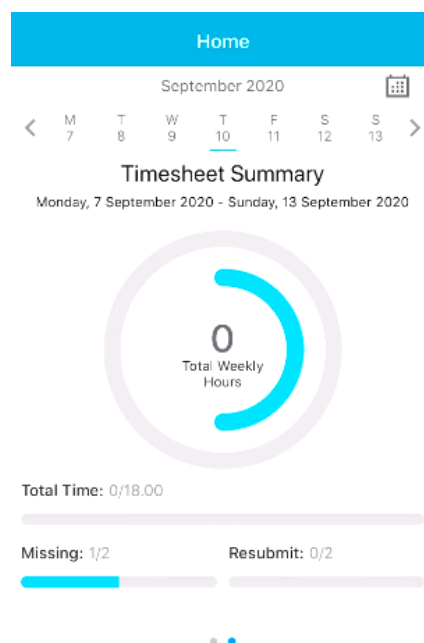 Home
September 2020
M T W T F S S
7 8 9 10 11 12 13
Timesheet Summary
Monday, 7 September 2020 - Sunday, 13 September 2020
0
Total Weekly
Hours
Total Time: 0/18.00
Missing: 1/2 Resubmit: 0/2